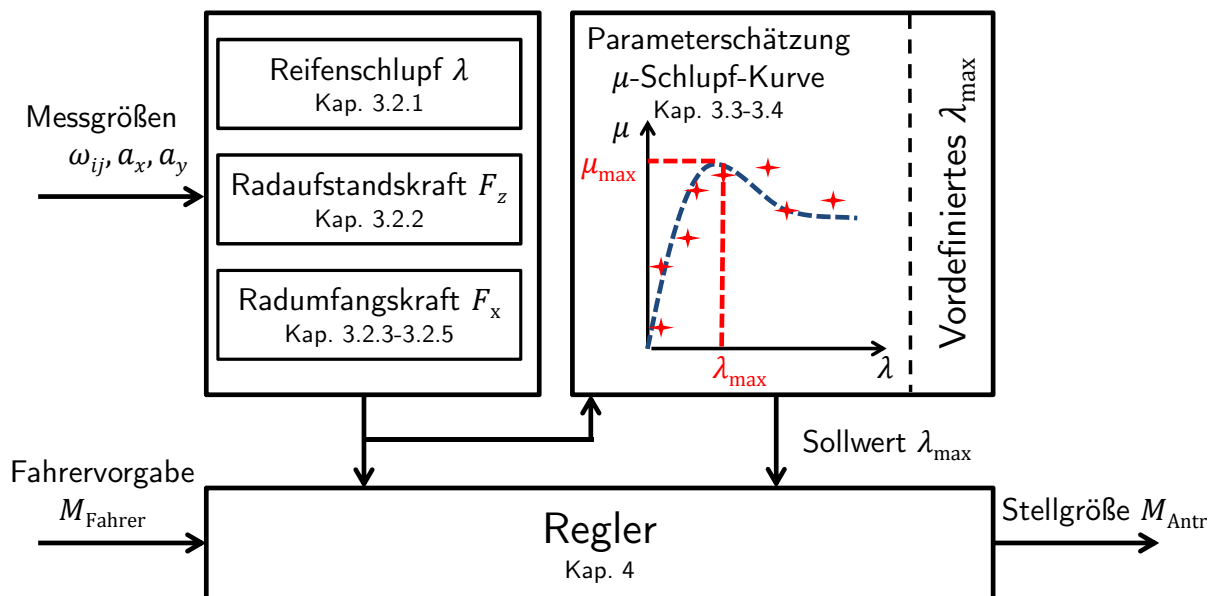 Messgrößen
ω_ij, a_x, a_y
Reifenschlupf λ
Kap. 3.2.1
Radaufstandskraft F_z
Kap. 3.2.2
Radumfangskraft F_x
Kap. 3.2.3-3.2.5
Parameterschätzung
μ-Schlupf-Kurve
Kap. 3.3-3.4
μ
μ_max
λ_max
λ
Vordefiniertes λ_max
Sollwert λ_max
Fahrervorgabe
M_Fahrer
Regler
Kap. 4
Stellgröße M_Antr